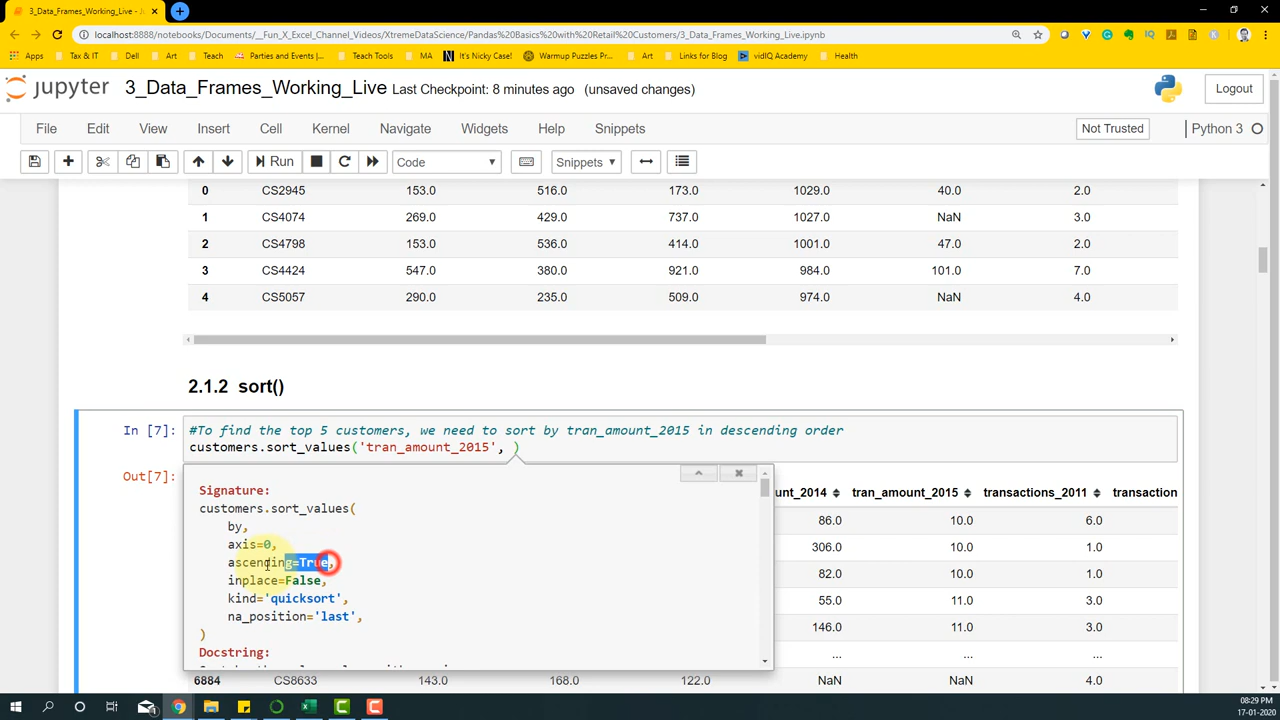 3_Data_Frames_Working_Live - Ju
localhost:8888/notebooks/Documents/__Fun_X_Excel_Channel_Videos/XtremeDataScience/Pandas%20Basics%20with%20Retail%20Customers/3_Data_Frames_Working_Live.ipynb
Apps Tax & IT Dell Art Teach Parties and Events |... Teach Tools MA It's Nicky Case! Warmup Puzzles Pr... Art Links for Blog vidIQ Academy Health
jupyter 3_Data_Frames_Working_Live Last Checkpoint: 8 minutes ago (unsaved changes) Logout
File Edit View Insert Cell Kernel Navigate Widgets Help Snippets Not Trusted Python 3
Run Code Snippets
0 CS2945 153.0 516.0 173.0 1029.0 40.0 2.0
1 CS4074 269.0 429.0 737.0 1027.0 NaN 3.0
2 CS4798 153.0 536.0 414.0 1001.0 47.0 2.0
3 CS4424 547.0 380.0 921.0 984.0 101.0 7.0
4 CS5057 290.0 235.0 509.0 974.0 NaN 4.0
2.1.2 sort()
In [7]: #To find the top 5 customers, we need to sort by tran_amount_2015 in descending order
customers.sort_values('tran_amount_2015', )
Out[7]:
unt_2014 tran_amount_2015 transactions_2011 transaction
86.0 10.0 6.0
306.0 10.0 1.0
82.0 10.0 1.0
55.0 11.0 3.0
146.0 11.0 3.0
... ... ...
Signature:
customers.sort_values(
by,
axis=0,
ascending=True,
inplace=False,
kind='quicksort',
na_position='last',
)
Docstring:
6884 CS8633 143.0 168.0 122.0 NaN NaN 4.0
08:29 PM
17-01-2020